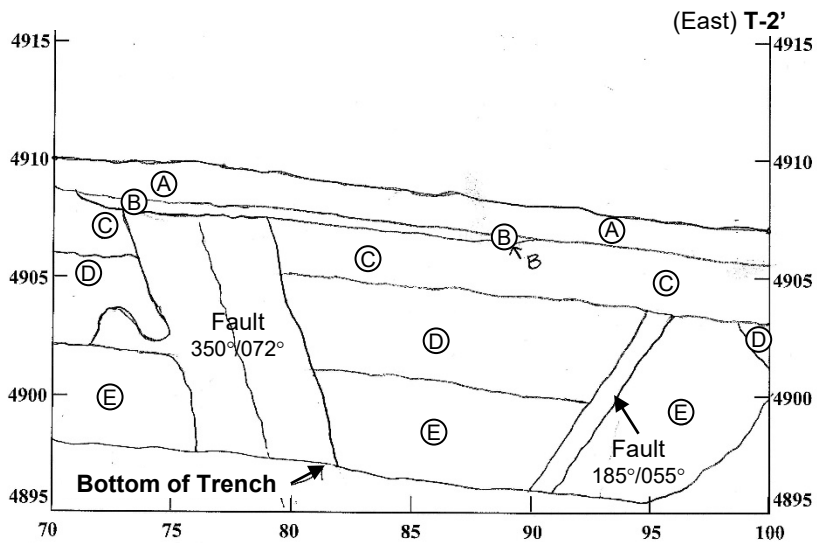 (East) T-2'
4915
4915
4910
4910
4905
4905
4900
4900
4895
4895
A
B
C
D
B
A
B
C
C
D
D
Fault
350°/072°
E
E
E
Fault
185°/055°
Bottom of Trench
70
75
80
85
90
95
100